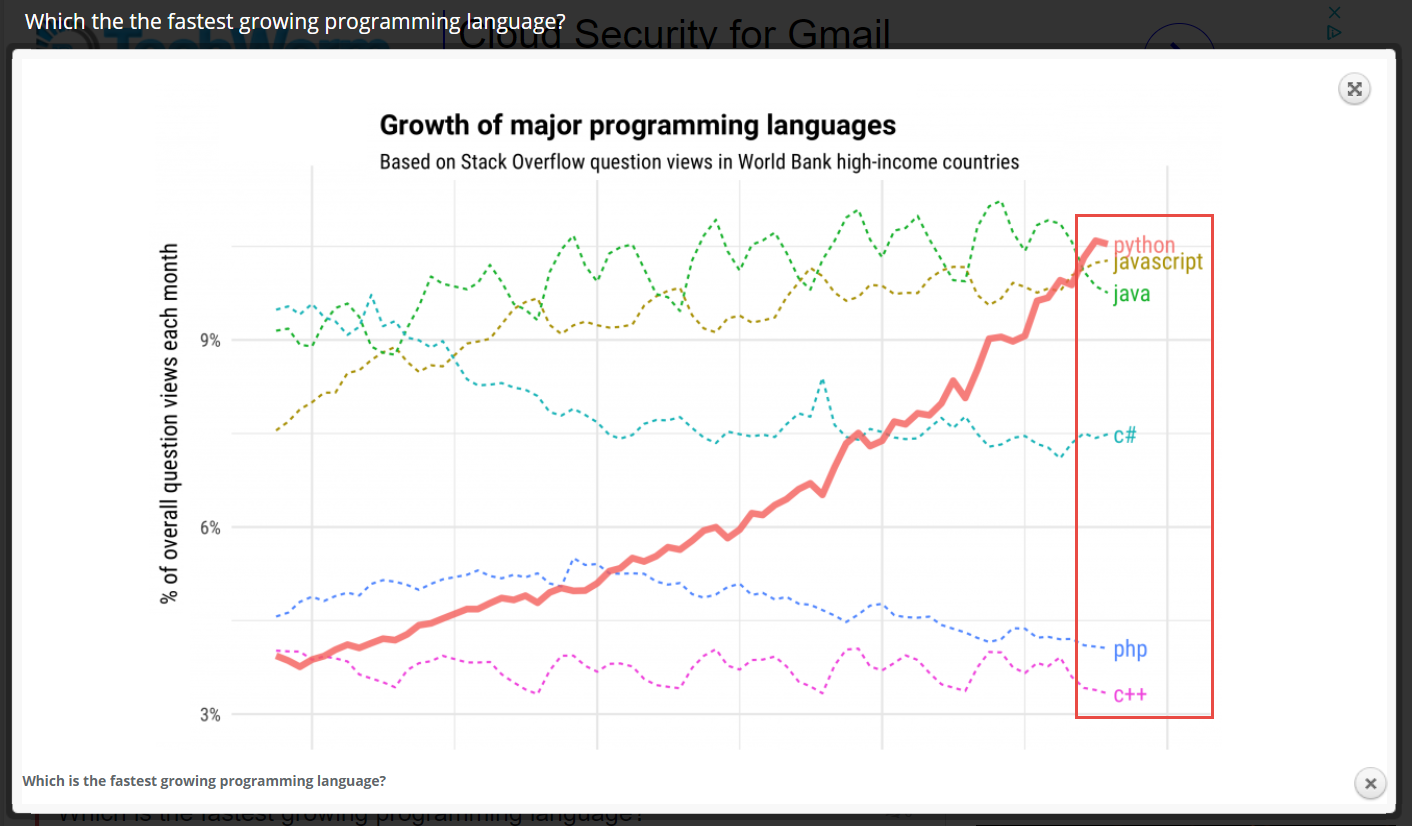 Which the the fastest growing programming language?
Cloud Security for Gmail
Growth of major programming languages
Based on Stack Overflow question views in World Bank high-income countries
% of overall question views each month
9%
6%
3%
python
javascript
java
c#
php
c++
Which is the fastest growing programming language?
Which is the fastest growing programming language?